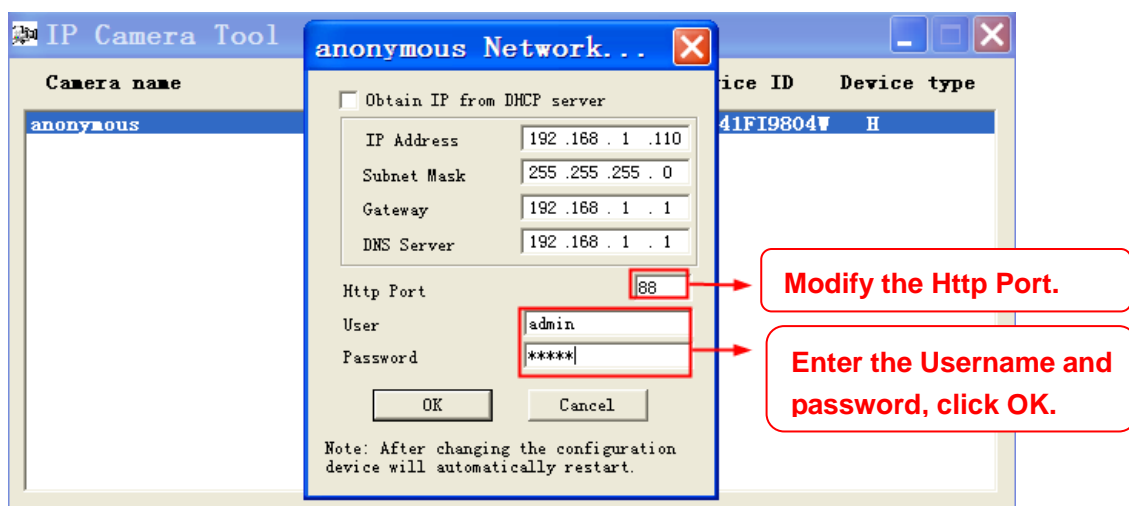 IP Camera Tool
anonymous Network...
Camera name
ice ID Device type
anonymous
41FI9804W H
Obtain IP from DHCP server
IP Address 192 .168 . 1 .110
Subnet Mask 255 .255 .255 . 0
Gateway 192 .168 . 1 . 1
DNS Server 192 .168 . 1 . 1
Http Port 88
User admin
Password *****
OK Cancel
Note: After changing the configuration
device will automatically restart.
Modify the Http Port.
Enter the Username and
password, click OK.